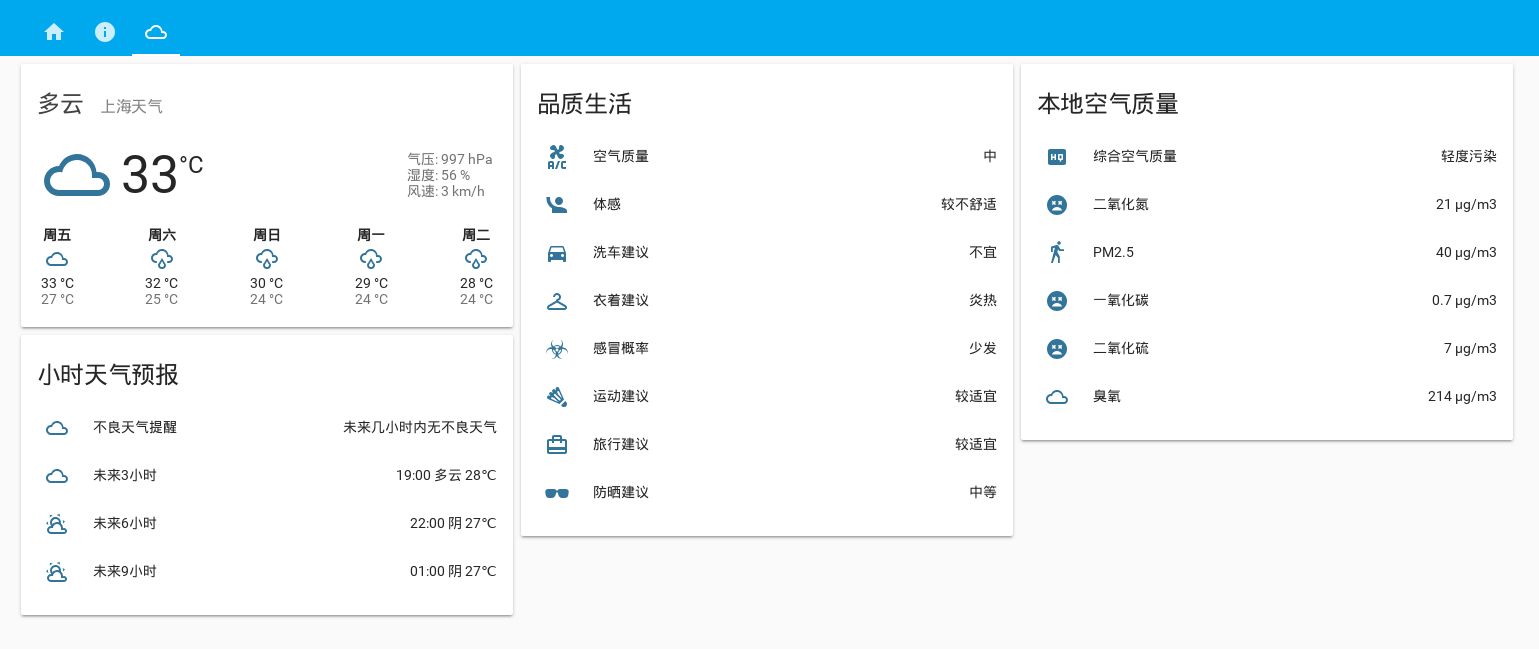 多云 上海天气
33 °C
气压: 997 hPa
湿度: 56 %
风速: 3 km/h
周五 周六 周日 周一 周二
33 °C 32 °C 30 °C 29 °C 28 °C
27 °C 25 °C 24 °C 24 °C 24 °C
小时天气预报
不良天气提醒 未来几小时内无不良天气
未来3小时 19:00 多云 28℃
未来6小时 22:00 阴 27℃
未来9小时 01:00 阴 27℃
品质生活
A/C 空气质量 中
体感 较不舒适
洗车建议 不宜
衣着建议 炎热
感冒概率 少发
运动建议 较适宜
旅行建议 较适宜
防晒建议 中等
本地空气质量
HQ 综合空气质量 轻度污染
二氧化氮 21 μg/m3
PM2.5 40 μg/m3
一氧化碳 0.7 μg/m3
二氧化硫 7 μg/m3
臭氧 214 μg/m3